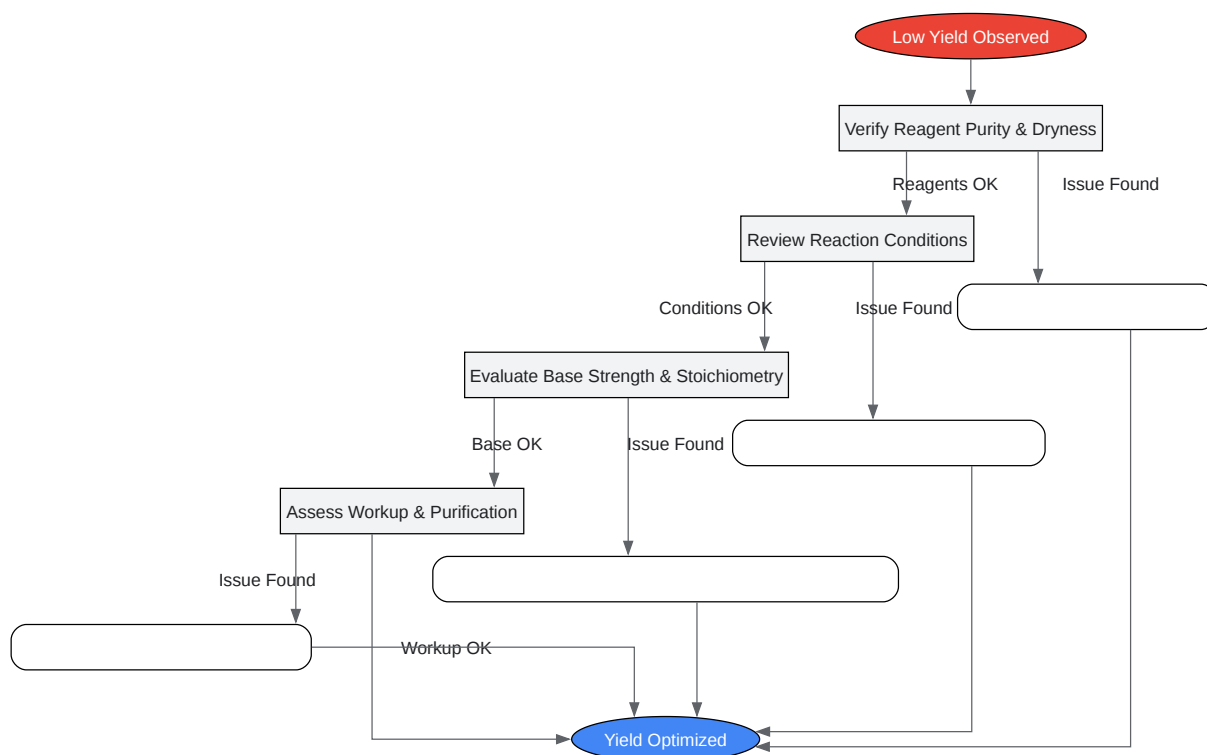 Low Yield Observed
Verify Reagent Purity & Dryness
Reagents OK
Issue Found
Review Reaction Conditions
Conditions OK
Issue Found
Evaluate Base Strength & Stoichiometry
Base OK
Issue Found
Assess Workup & Purification
Issue Found
Workup OK
Yield Optimized